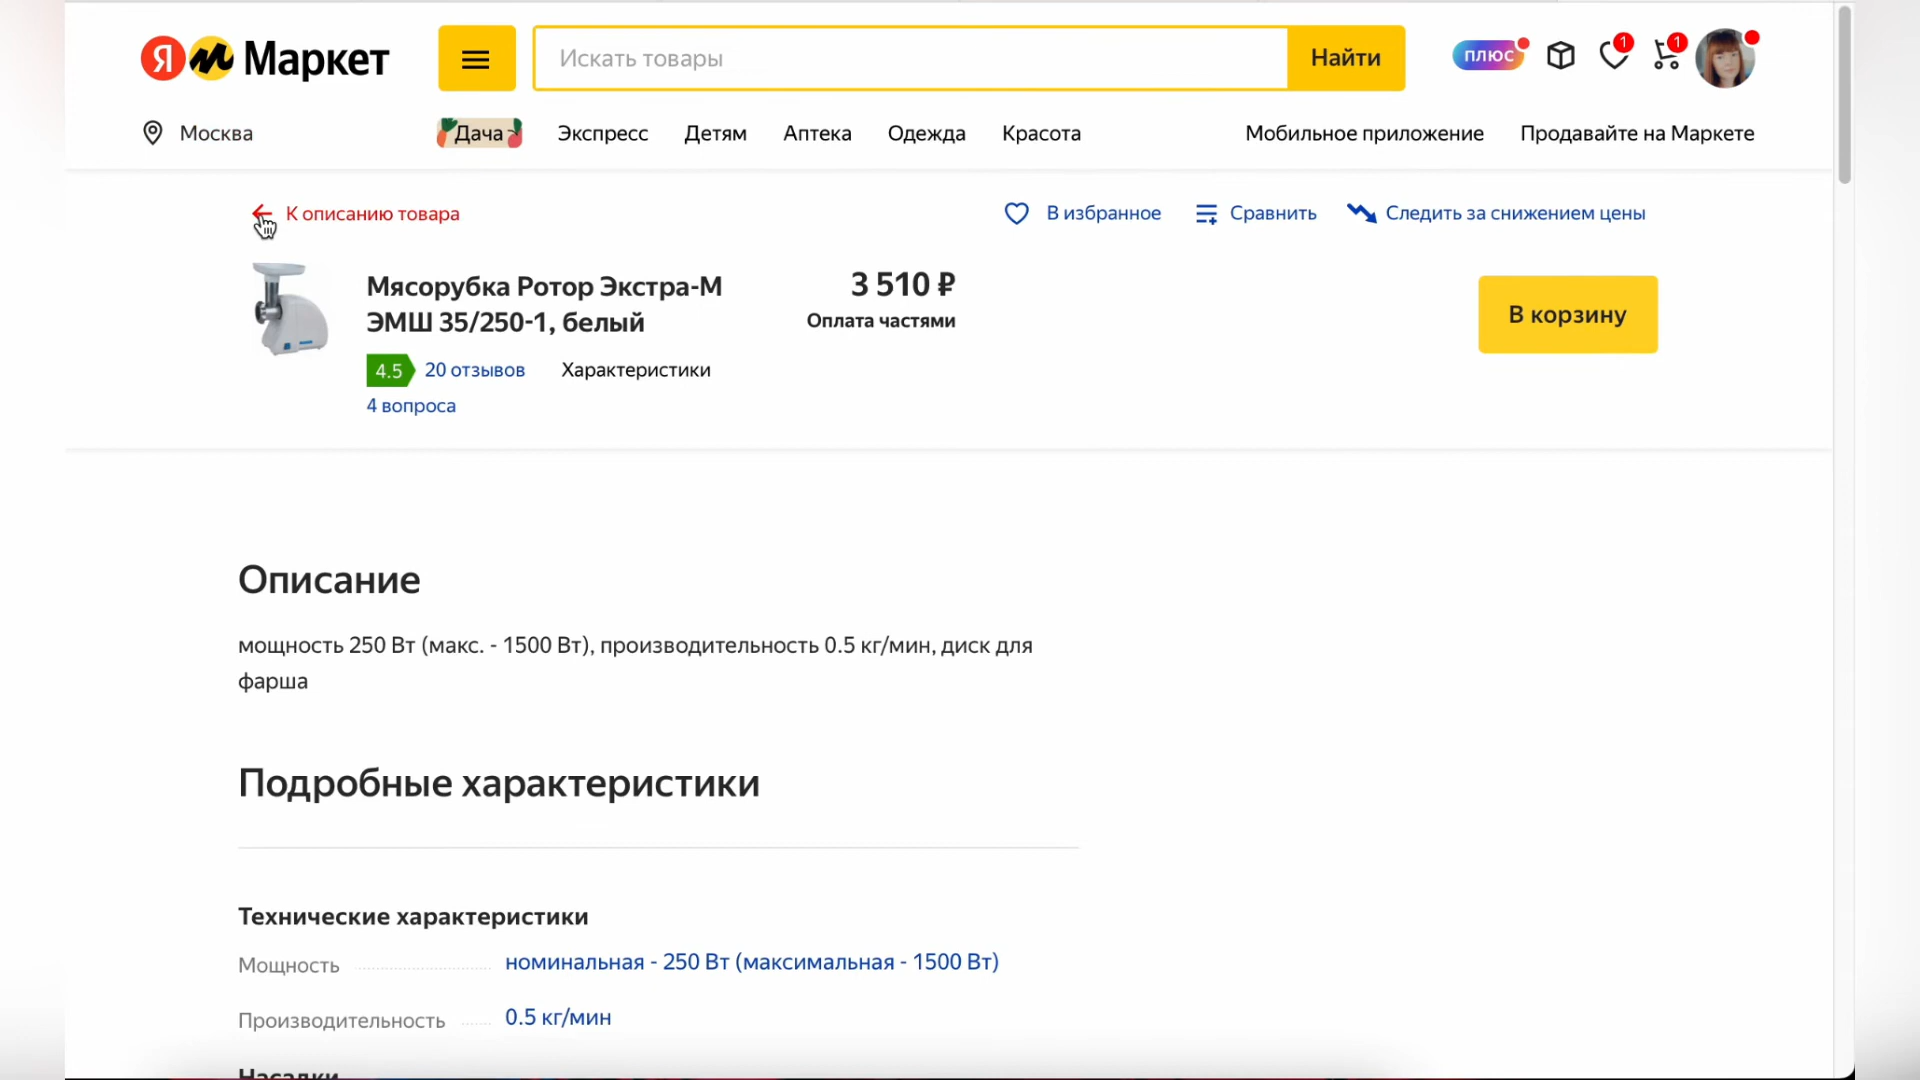 Я Маркет
Искать товары
Найти
плюс
1
1
Москва
Дача
Экспресс
Детям
Аптека
Одежда
Красота
Мобильное приложение
Продавайте на Маркете
К описанию товара
В избранное
Сравнить
Следить за снижением цены
Мясорубка Ротор Экстра-М
ЭМШ 35/250-1, белый
3 510 ₽
Оплата частями
В корзину
4.5
20 отзывов
Характеристики
4 вопроса
Описание
мощность 250 Вт (макс. - 1500 Вт), производительность 0.5 кг/мин, диск для
фарша
Подробные характеристики
Технические характеристики
Мощность
номинальная - 250 Вт (максимальная - 1500 Вт)
Производительность
0.5 кг/мин
Насадки